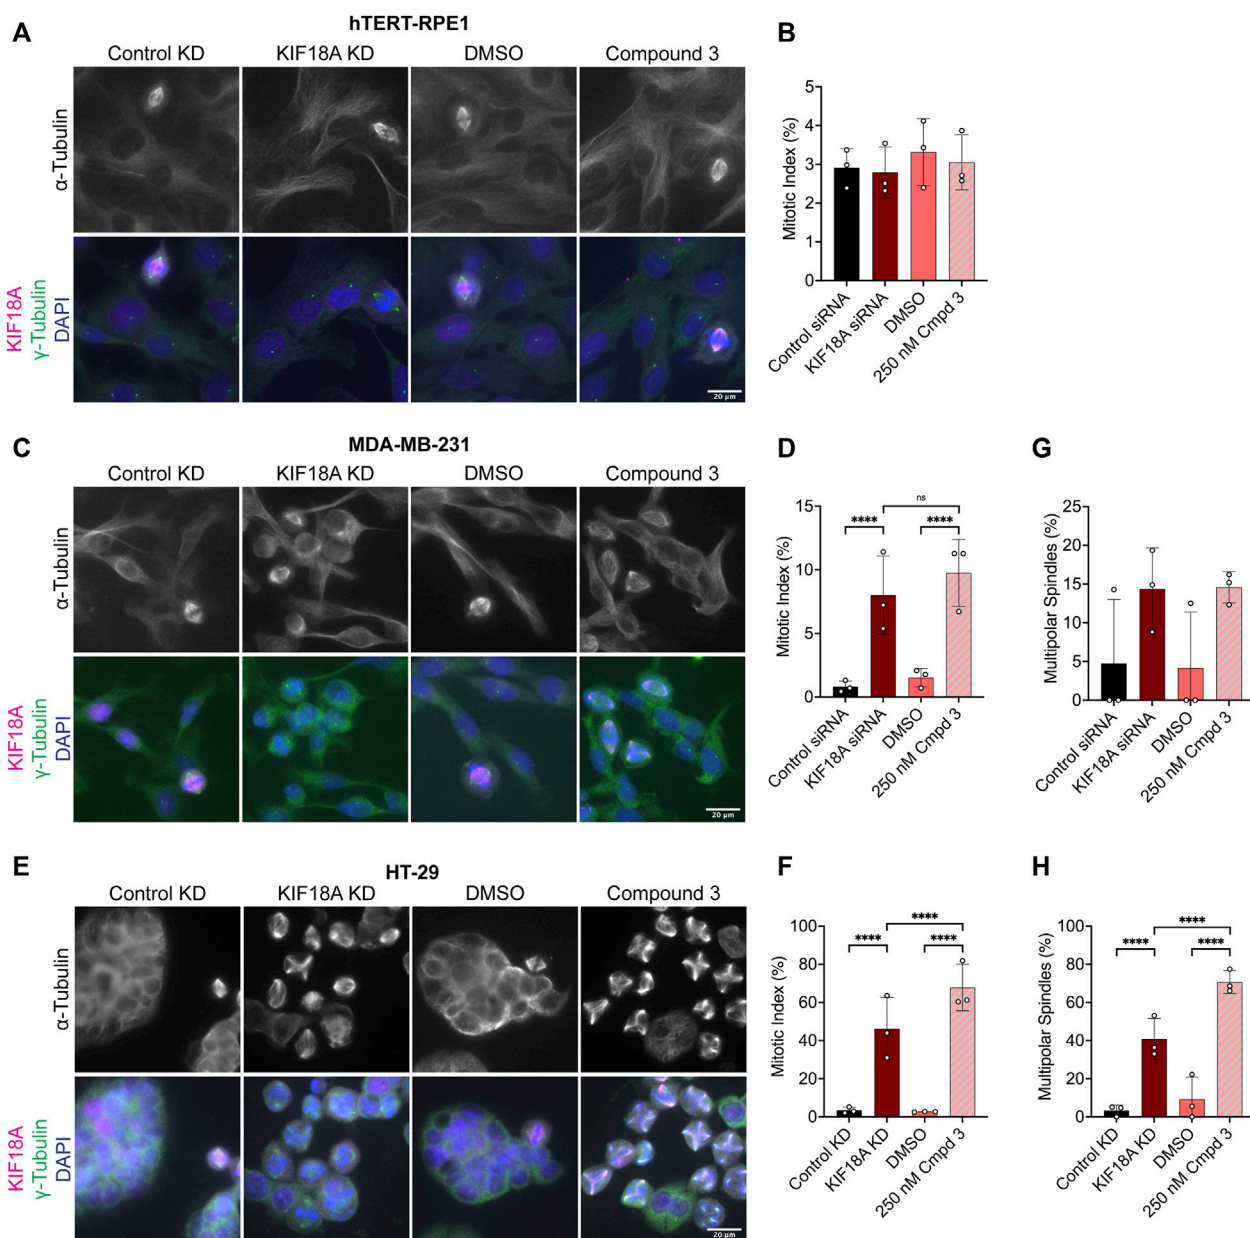 A
hTERT-RPE1
Control KD
KIF18A KD
DMSO
Compound 3
α-Tubulin
KIF18A
γ-Tubulin
DAPI
20 µm
B
Mitotic Index (%)
5
4
3
2
1
0
Control siRNA
KIF18A siRNA
DMSO
250 nM Cmpd 3
C
MDA-MB-231
Control KD
KIF18A KD
DMSO
Compound 3
α-Tubulin
KIF18A
γ-Tubulin
DAPI
20 µm
D
Mitotic Index (%)
15
10
5
0
****
ns
****
Control siRNA
KIF18A siRNA
DMSO
250 nM Cmpd 3
G
Multipolar Spindles (%)
25
20
15
10
5
0
Control siRNA
KIF18A siRNA
DMSO
250 nM Cmpd 3
E
HT-29
Control KD
KIF18A KD
DMSO
Compound 3
α-Tubulin
KIF18A
γ-Tubulin
DAPI
20 µm
F
Mitotic Index (%)
100
80
60
40
20
0
****
****
****
Control KD
KIF18A KD
DMSO
250 nM Cmpd 3
H
Multipolar Spindles (%)
100
80
60
40
20
0
****
****
****
Control KD
KIF18A KD
DMSO
250 nM Cmpd 3